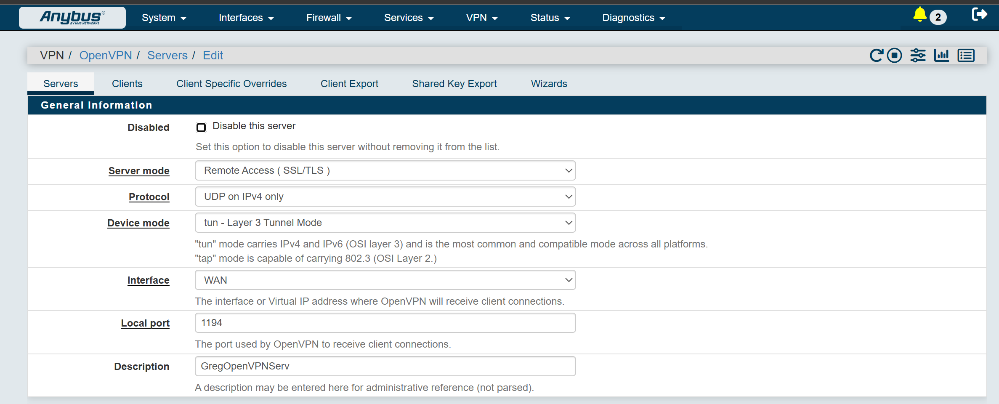 Anybus®
BY HMS NETWORKS
System
Interfaces
Firewall
Services
VPN
Status
Diagnostics
2
VPN / OpenVPN / Servers / Edit
Servers
Clients
Client Specific Overrides
Client Export
Shared Key Export
Wizards
General Information
Disabled
Disable this server
Set this option to disable this server without removing it from the list.
Server mode
Remote Access ( SSL/TLS )
Protocol
UDP on IPv4 only
Device mode
tun - Layer 3 Tunnel Mode
"tun" mode carries IPv4 and IPv6 (OSI layer 3) and is the most common and compatible mode across all platforms.
"tap" mode is capable of carrying 802.3 (OSI Layer 2.)
Interface
WAN
The interface or Virtual IP address where OpenVPN will receive client connections.
Local port
1194
The port used by OpenVPN to receive client connections.
Description
GregOpenVPNServ
A description may be entered here for administrative reference (not parsed).